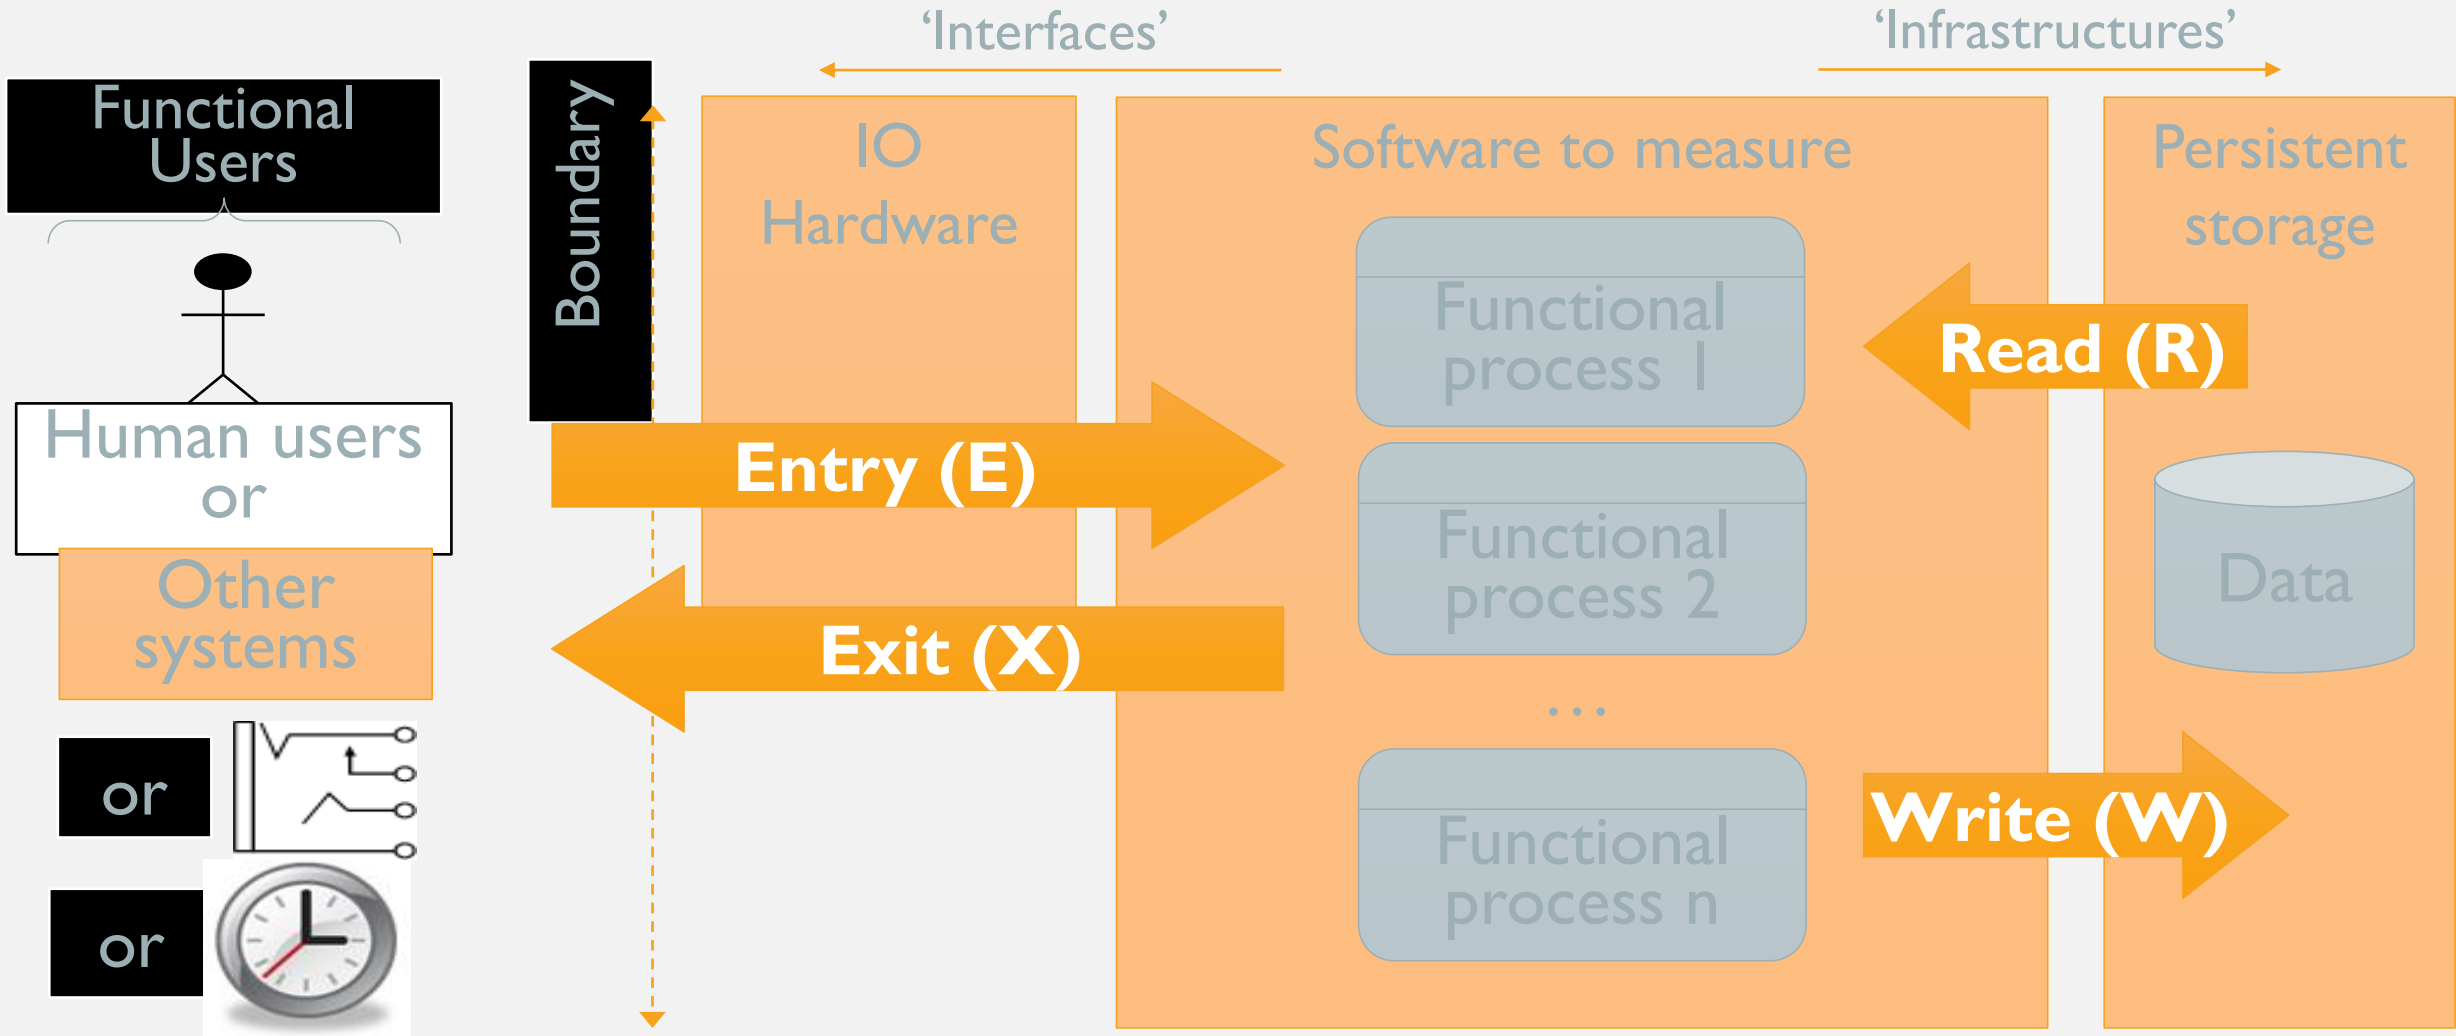 ‘Interfaces’
‘Infrastructures’
Functional
Users
Boundary
IO
Hardware
Software to measure
Persistent
storage
Functional
process 1
Read (R)
Human users
or
Entry (E)
Functional
process 2
Data
Other
systems
Exit (X)
...
or
Functional
process n
Write (W)
or